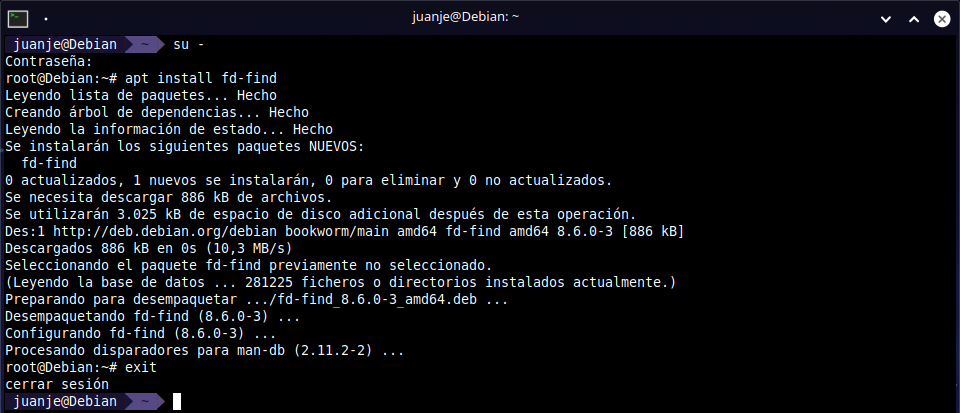 juanje@Debian: ~
juanje@Debian ~ su -
Contraseña:
root@Debian:~# apt install fd-find
Leyendo lista de paquetes... Hecho
Creando árbol de dependencias... Hecho
Leyendo la información de estado... Hecho
Se instalarán los siguientes paquetes NUEVOS:
  fd-find
0 actualizados, 1 nuevos se instalarán, 0 para eliminar y 0 no actualizados.
Se necesita descargar 886 kB de archivos.
Se utilizarán 3.025 kB de espacio de disco adicional después de esta operación.
Des:1 http://deb.debian.org/debian bookworm/main amd64 fd-find amd64 8.6.0-3 [886 kB]
Descargados 886 kB en 0s (10,3 MB/s)
Seleccionando el paquete fd-find previamente no seleccionado.
(Leyendo la base de datos ... 281225 ficheros o directorios instalados actualmente.)
Preparando para desempaquetar .../fd-find_8.6.0-3_amd64.deb ...
Desempaquetando fd-find (8.6.0-3) ...
Configurando fd-find (8.6.0-3) ...
Procesando disparadores para man-db (2.11.2-2) ...
root@Debian:~# exit
cerrar sesión
juanje@Debian ~